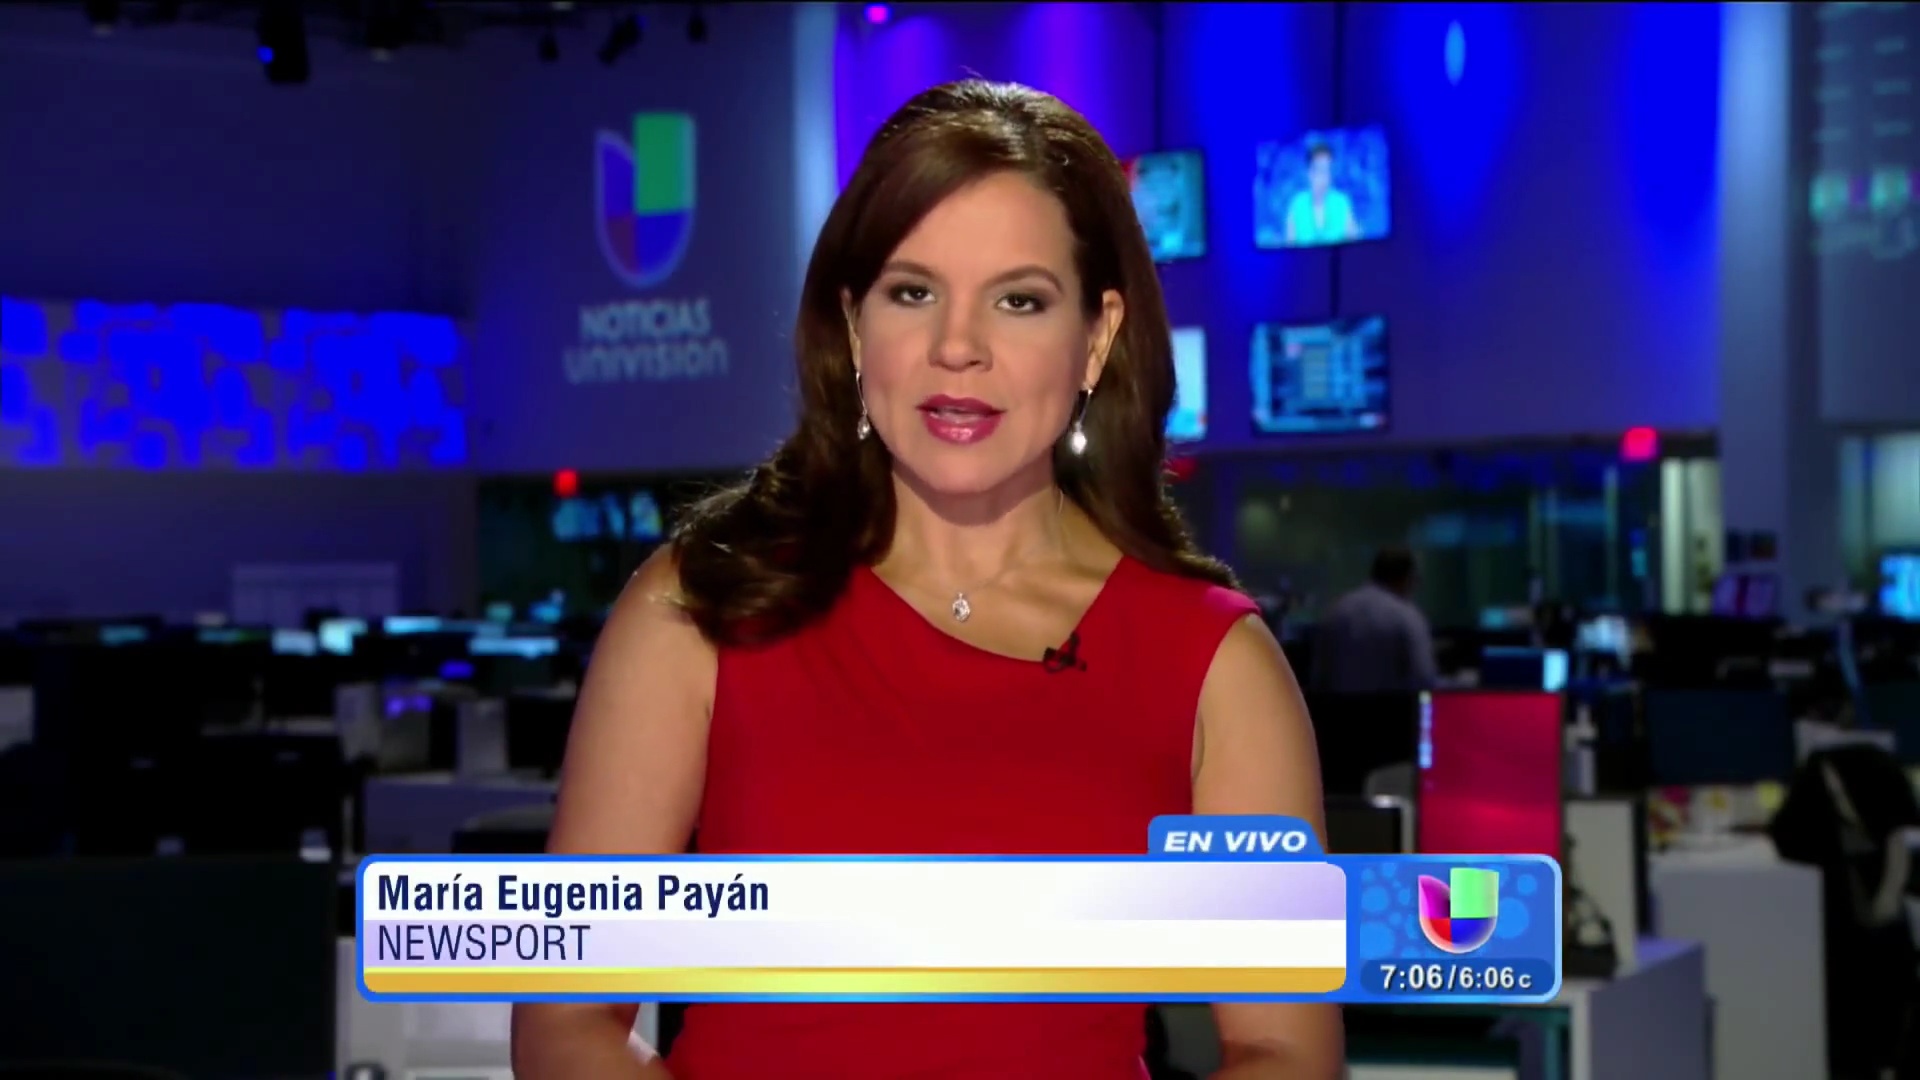 NOTICIAS
UNIVISION
EN VIVO
María Eugenia Payán
NEWSPORT
7:06/6:06c